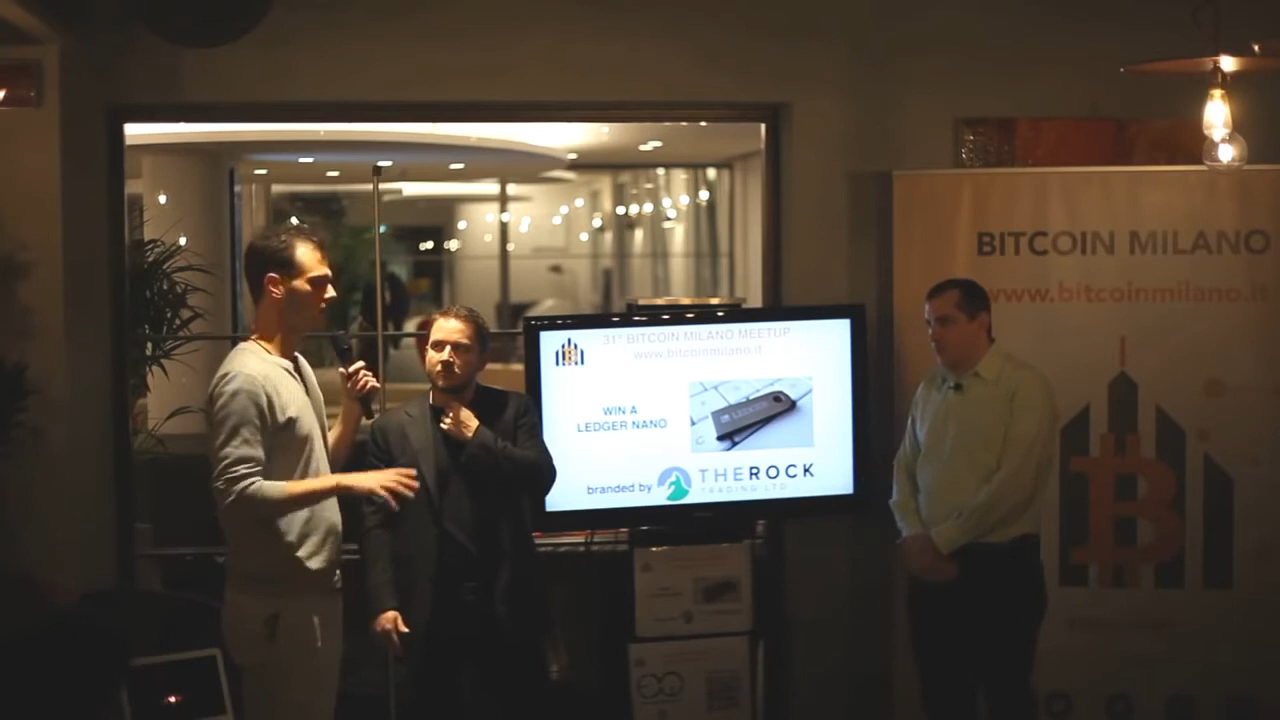 31° BITCOIN MILANO MEETUP
www.bitcoinmilano.it
WIN A
LEDGER NANO
LEDGER
branded by THEROCK
TRADING LTD
BITCOIN MILANO
www.bitcoinmilano.it